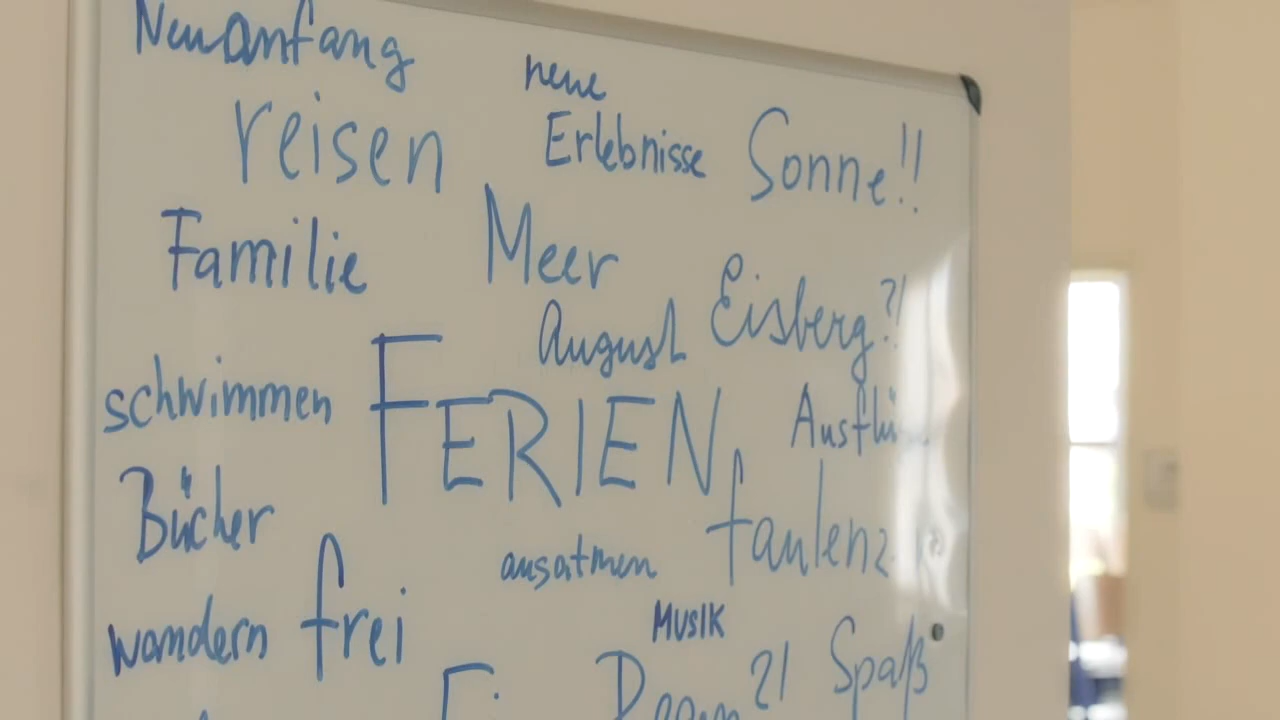 Neuanfang
neue
reisen
Erlebnisse
Sonne!!
Familie
Meer
Eisberg?!
August
schwimmen
FERIEN
Bücher
ausatmen
wandern
frei
MUSIK
?!
Spaß